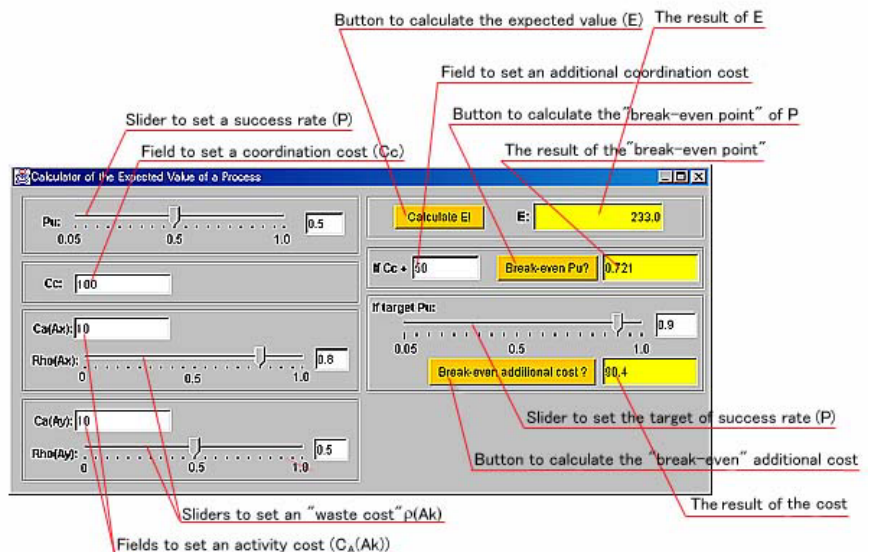 Button to calculate the expected value (E)
The result of E
Field to set an additional coordination cost
Slider to set a success rate (P)
Button to calculate the "break-even point" of P
Field to set a coordination cost (Cc)
The result of the "break-even point"
Calculator of the Expected Value of a Process
Pu:
0.5
0.05 0.5 1.0
Calculate E!
E:
233.0
Cc:
100
If Cc +
50
Break-even Pu?
0.721
Ca(Ax):
10
Rho(Ax):
0.8
0 0.5 1.0
If target Pu:
0.9
0.05 0.5 1.0
Break-even additional cost ?
90.4
Ca(Ay):
10
Rho(Ay):
0.5
0 0.5 1.0
Slider to set the target of success rate (P)
Button to calculate the "break-even" additional cost
The result of the cost
Sliders to set an "waste cost" ρ(Ak)
Fields to set an activity cost (CA(Ak))